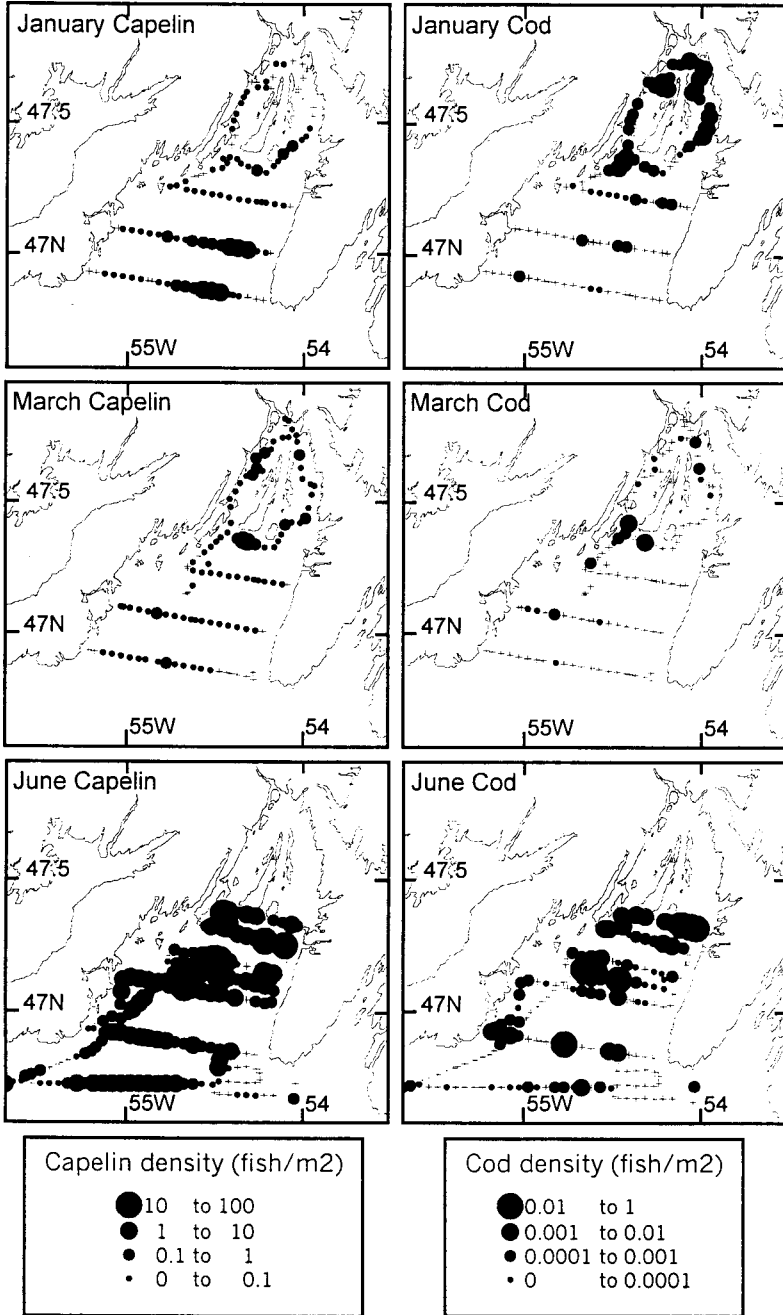 January Capelin
47.5
47N
55W
54
January Cod
47.5
47N
55W
54
March Capelin
47.5
47N
55W
54
March Cod
47.5
47N
55W
54
June Capelin
47.5
47N
55W
54
June Cod
47.5
47N
55W
54
Capelin density (fish/m2)
10 to 100
1 to 10
0.1 to 1
0 to 0.1
Cod density (fish/m2)
0.01 to 1
0.001 to 0.01
0.0001 to 0.001
0 to 0.0001